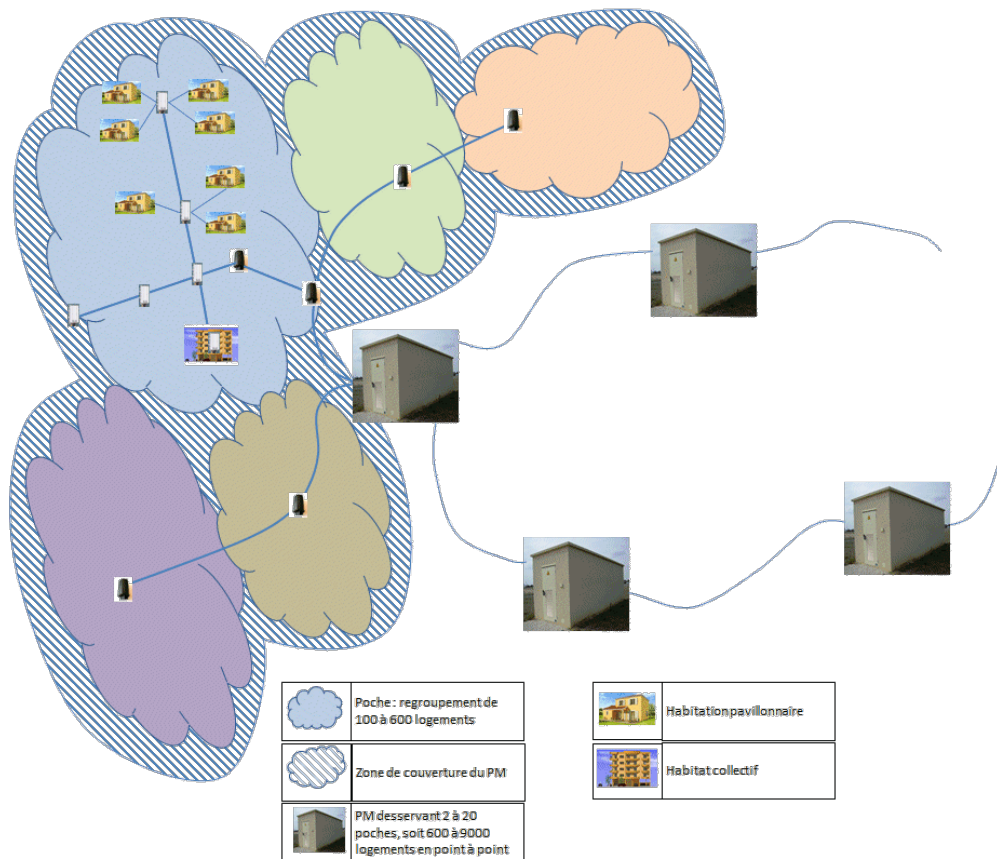 Poche : regroupement de
100 à 600 logements
Zone de couverture du PM
PM desservant 2 à 20
poches, soit 600 à 9000
logements en point à point
Habitation pavillonnaire
Habitat collectif